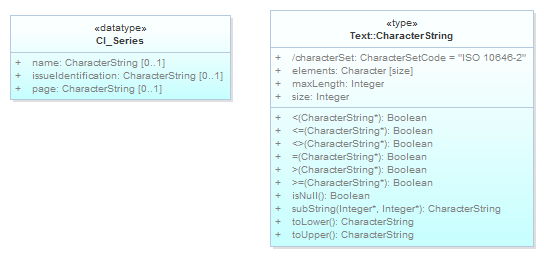 «datatype»
CI_Series
+ name: CharacterString [0..1]
+ issueIdentification: CharacterString [0..1]
+ page: CharacterString [0..1]
«type»
Text::CharacterString
+ /characterSet: CharacterSetCode = "ISO 10646-2"
+ elements: Character [size]
+ maxLength: Integer
+ size: Integer
+ <(CharacterString*): Boolean
+ <=(CharacterString*): Boolean
+ <>(CharacterString*): Boolean
+ =(CharacterString*): Boolean
+ >(CharacterString*): Boolean
+ >=(CharacterString*): Boolean
+ isNull(): Boolean
+ subString(Integer*, Integer*): CharacterString
+ toLower(): CharacterString
+ toUpper(): CharacterString